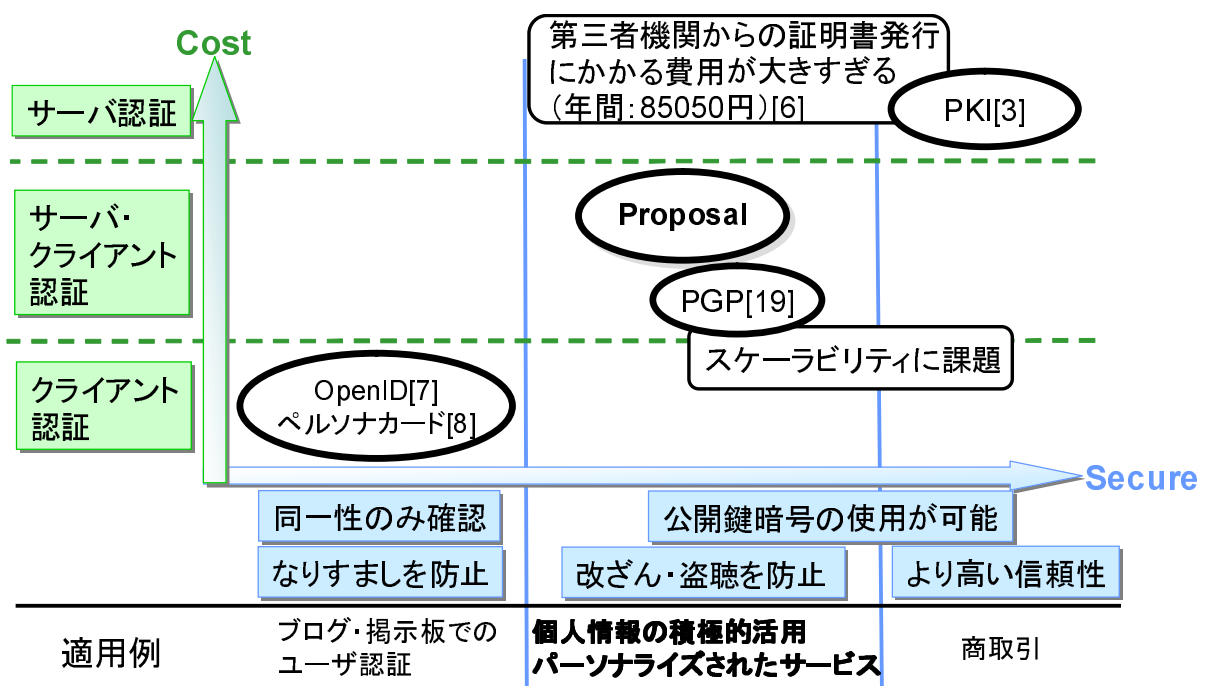 Cost
第三者機関からの証明書発行
にかかる費用が大きすぎる
(年間:85050円)[6]
サーバ認証
PKI[3]
サーバ・
クライアント
認証
Proposal
PGP[19]
スケーラビリティに課題
クライアント
認証
OpenID[7]
ペルソナカード[8]
Secure
同一性のみ確認
公開鍵暗号の使用が可能
なりすましを防止
改ざん・盗聴を防止
より高い信頼性
適用例
ブログ・掲示板での
ユーザ認証
個人情報の積極的活用
パーソナライズされたサービス
商取引